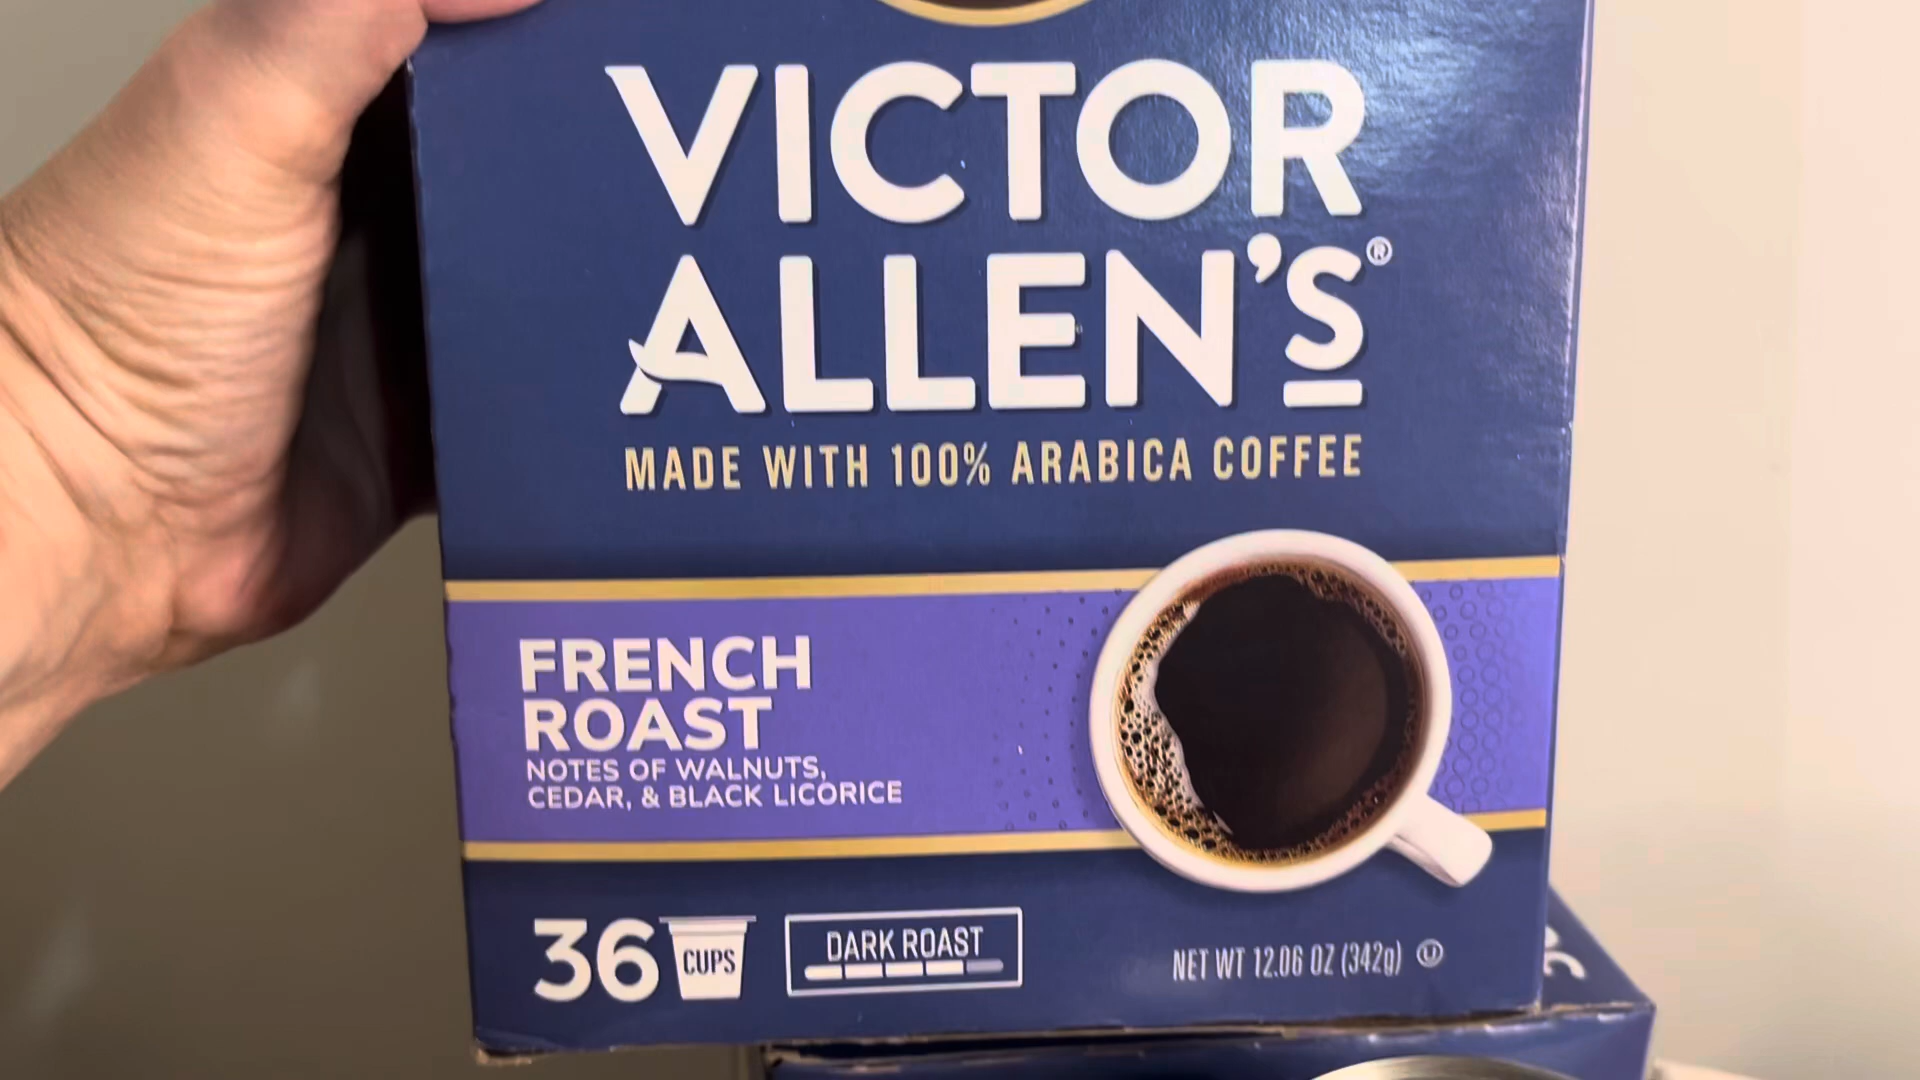 VICTOR
ALLEN'S®
MADE WITH 100% ARABICA COFFEE
FRENCH
ROAST
NOTES OF WALNUTS,
CEDAR, & BLACK LICORICE
36 CUPS
DARK ROAST
NET WT 12.06 OZ (342g) Ⓤ